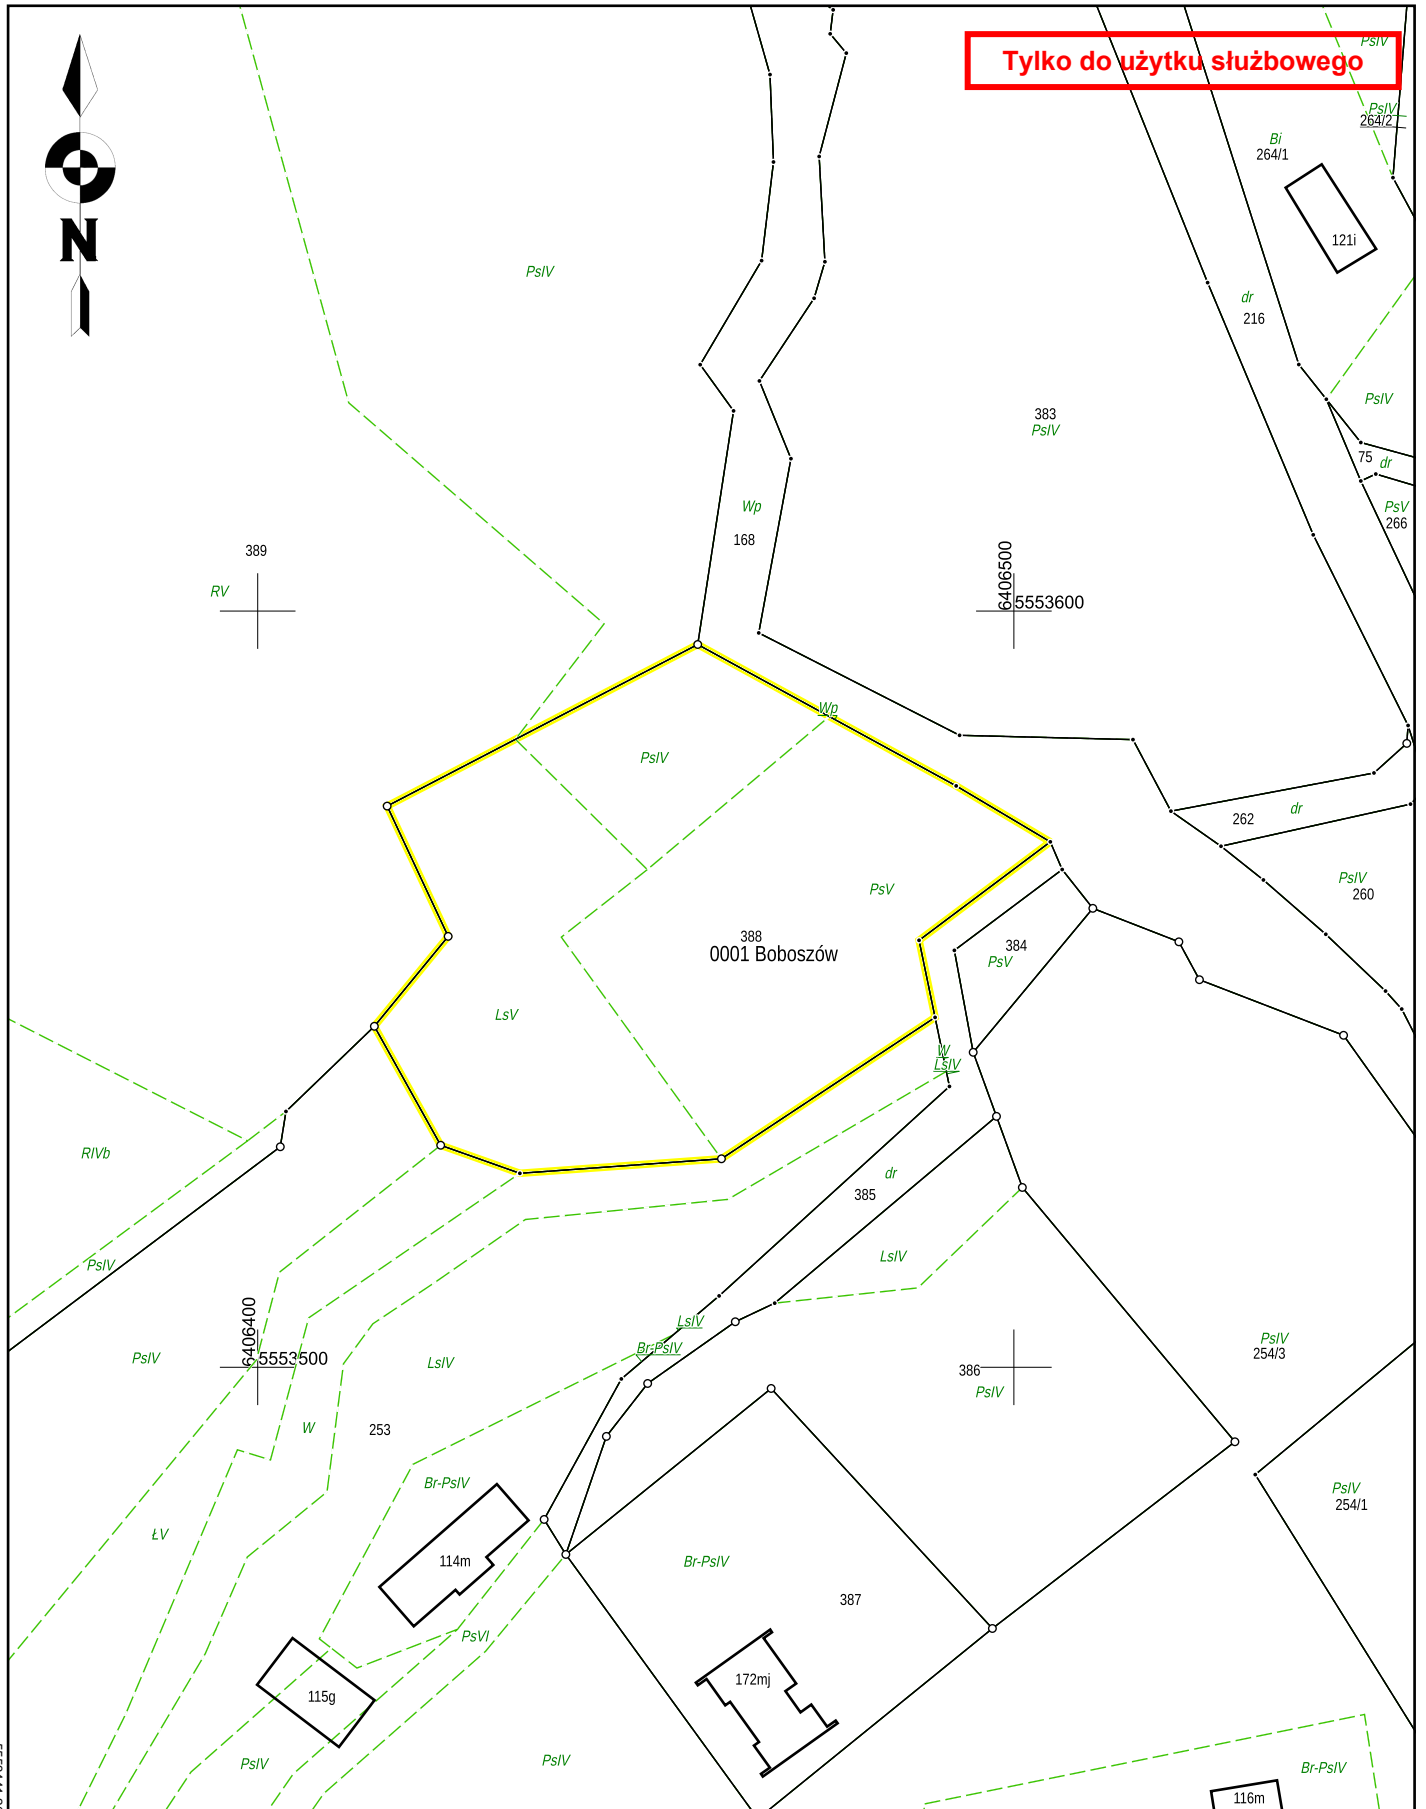 Tylko do użytku służbowego
PsIV
PsIV
264/2
Bi
264/1
N
121i
PsIV
dr
216
PsIV
383
PsIV
75
dr
PsV
266
Wp
168
389
RV
6406500
5553600
Wp
PsIV
262
dr
PsIV
260
PsV
388
0001 Boboszów
384
PsV
LsV
W
LsIV
RIVb
dr
385
PsIV
LsIV
6406400
5553500
LsIV
Br-PsIV
PsIV
LsIV
PsIV
254/3
386
PsIV
W
253
Br-PsIV
PsIV
254/1
ŁV
114m
Br-PsIV
387
PsVI
115g
172mj
PsIV
PsIV
Br-PsIV
116m